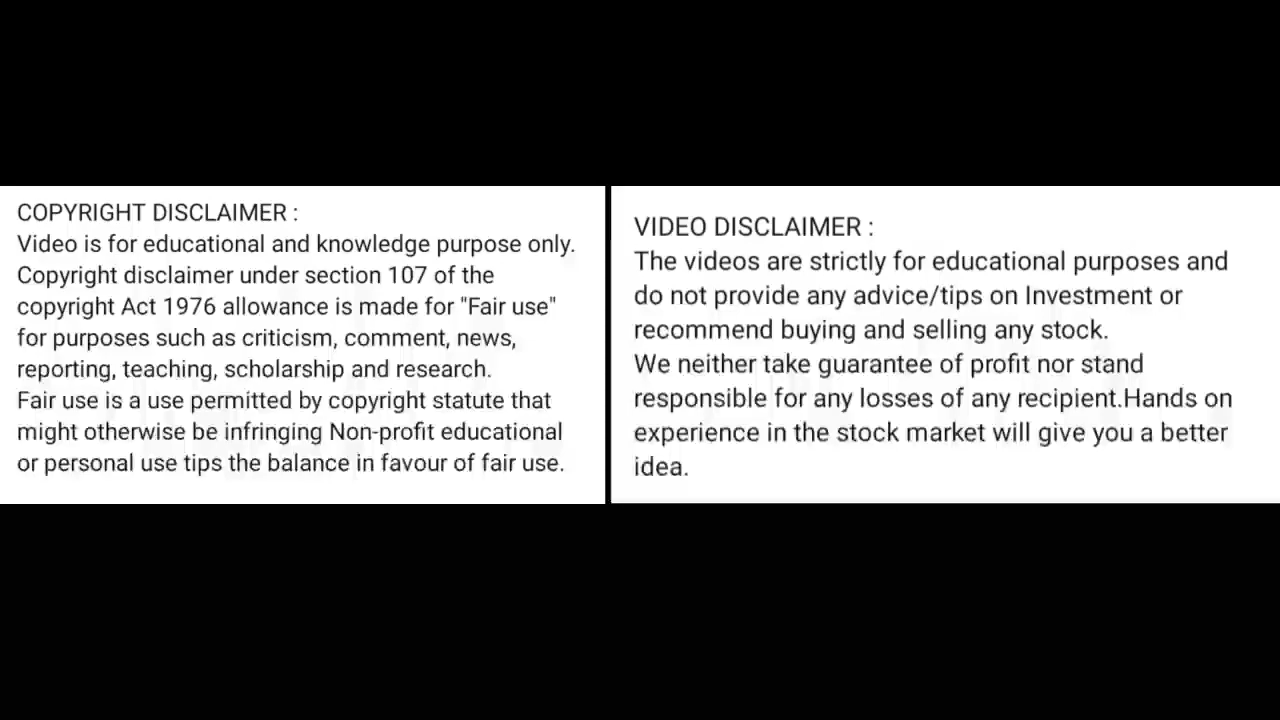 COPYRIGHT DISCLAIMER :
Video is for educational and knowledge purpose only.
Copyright disclaimer under section 107 of the
copyright Act 1976 allowance is made for "Fair use"
for purposes such as criticism, comment, news,
reporting, teaching, scholarship and research.
Fair use is a use permitted by copyright statute that
might otherwise be infringing Non-profit educational
or personal use tips the balance in favour of fair use.
VIDEO DISCLAIMER :
The videos are strictly for educational purposes and
do not provide any advice/tips on Investment or
recommend buying and selling any stock.
We neither take guarantee of profit nor stand
responsible for any losses of any recipient.Hands on
experience in the stock market will give you a better
idea.